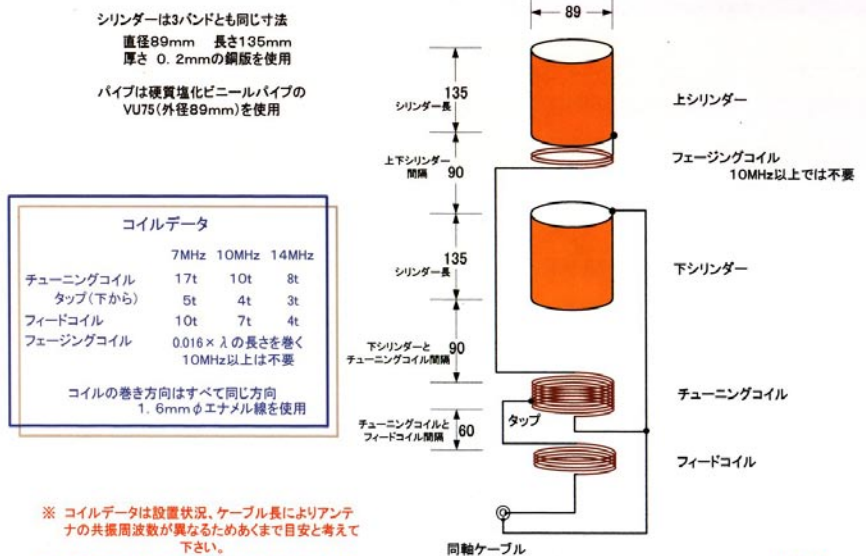 シリンダーは3バンドとも同じ寸法
直径89mm 長さ135mm
厚さ 0.2mmの銅版を使用
パイプは硬質塩化ビニールパイプの
VU75(外径89mm)を使用
コイルデータ
7MHz 10MHz 14MHz
チューニングコイル 17t 10t 8t
タップ(下から) 5t 4t 3t
フィードコイル 10t 7t 4t
フェージングコイル 0.016×λの長さを巻く
10MHz以上は不要
コイルの巻き方向はすべて同じ方向
1.6mmφエナメル線を使用
※ コイルデータは設置状況、ケーブル長によりアンテ
ナの共振周波数が異なるためあくまで目安と考えて
下さい。
89
135
シリンダー長
上シリンダー
上下シリンダー
間隔
90
フェージングコイル
10MHz以上では不要
135
シリンダー長
下シリンダー
下シリンダーと
チューニングコイル間隔
90
チューニングコイル
タップ
チューニングコイルと
フィードコイル間隔
60
フィードコイル
同軸ケーブル